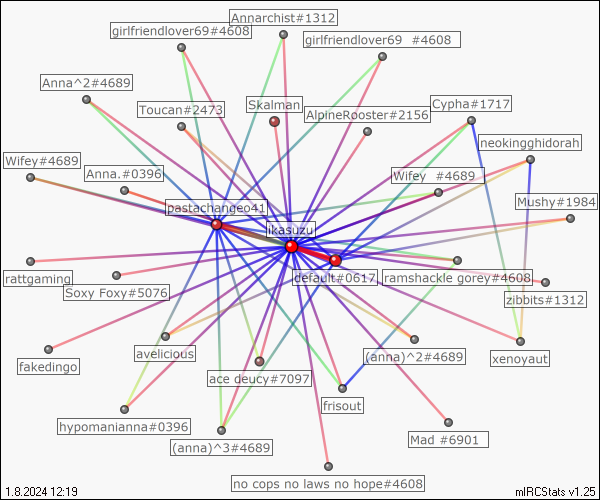 Annarchist#1312
girlfriendlover69#4608
girlfriendlover69 #4608
Anna^2#4689
Toucan#2473
Skalman
AlpineRooster#2156
Cypha#1717
neokingghidorah
Wifey#4689
Anna.#0396
Wifey #4689
Mushy#1984
pastachangeo41
ikasuzu
rattgaming
Soxy Foxy#5076
default#0617
ramshackle gorey#4608
zibbits#1312
fakedingo
avelicious
ace deucy#7097
(anna)^2#4689
xenoyaut
frisout
hypomanianna#0396
(anna)^3#4689
Mad #6901
no cops no laws no hope#4608
1.8.2024 12:19
mIRCStats v1.25